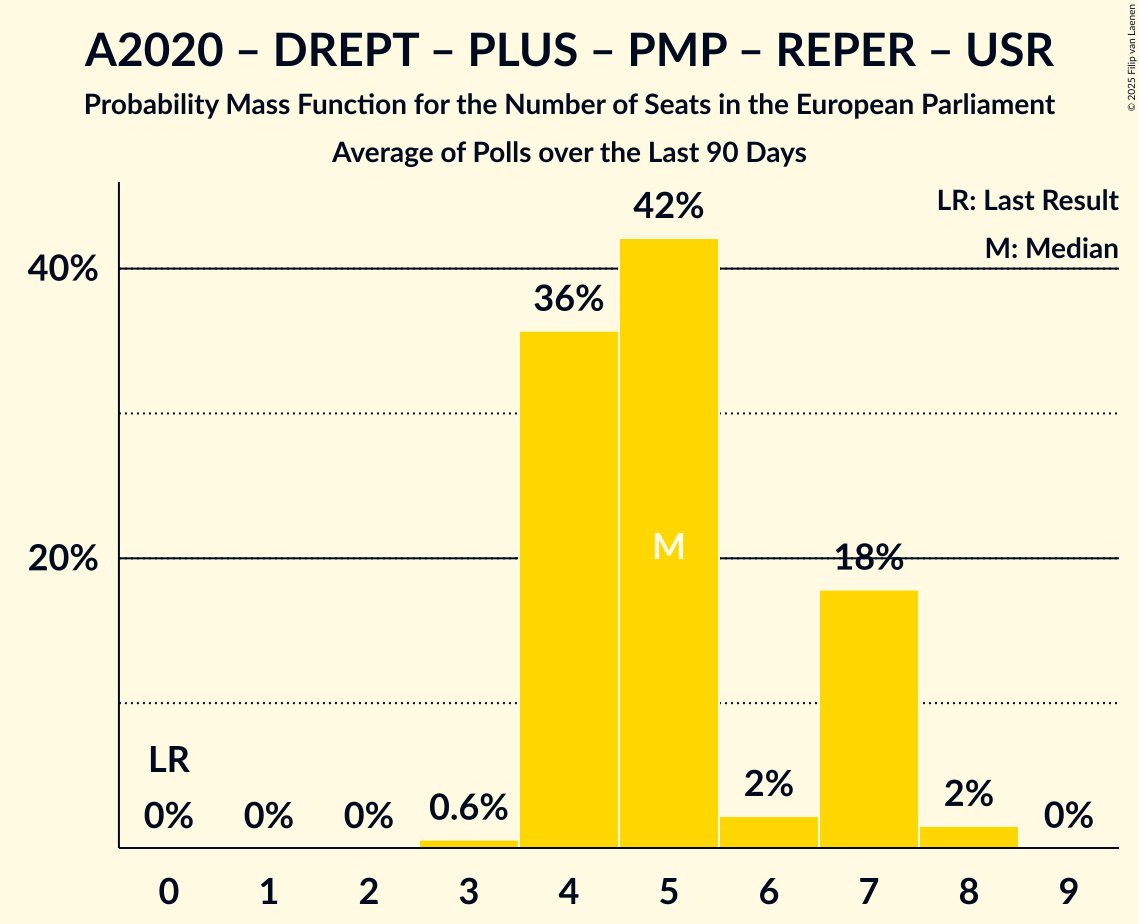 A2020 – DREPT – PLUS – PMP – REPER – USR
Probability Mass Function for the Number of Seats in the European Parliament
Average of Polls over the Last 90 Days
© 2025 Filip van Laenen
LR: Last Result
M: Median
42%
40%
36%
M
20%
18%
LR
0%
0%
0%
0.6%
2%
2%
0%
0
1
2
3
4
5
6
7
8
9